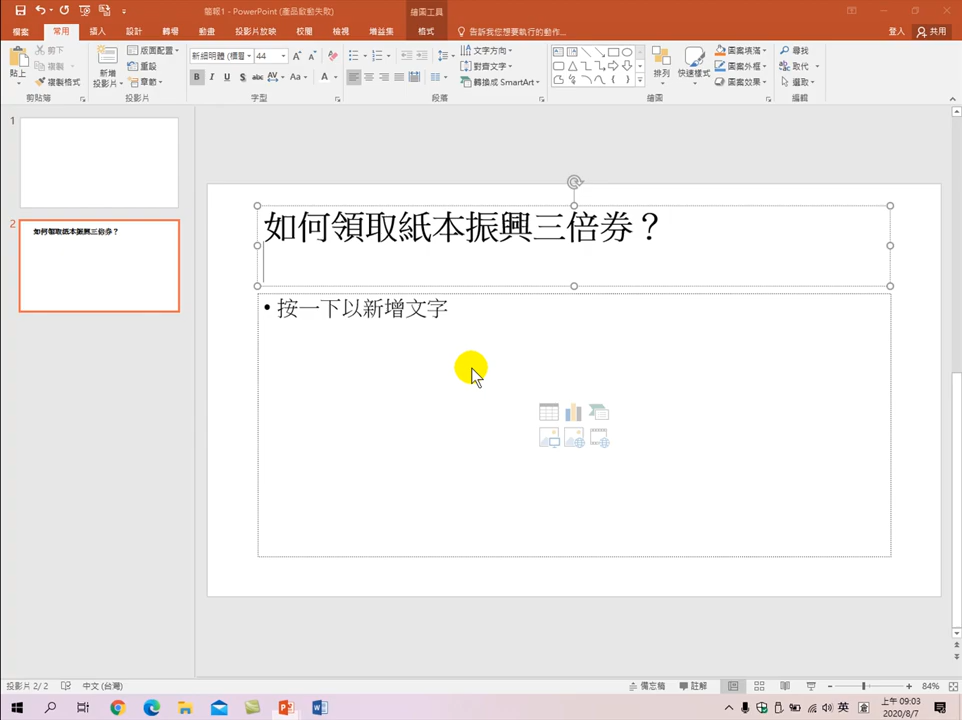 簡報1 - PowerPoint (產品啟動失敗)
繪圖工具
檔案
常用
插入
設計
轉場
動畫
投影片放映
校閱
檢視
增益集
格式
告訴我您想要執行的動作...
登入
共用
貼上
剪下
複製
複製格式
剪貼簿
新增
投影片
版面配置
重設
章節
投影片
新細明體 (標題)
44
B I U S abc AV Aa A
字型
文字方向
對齊文字
轉換成 SmartArt
段落
排列
快速樣式
圖案填滿
圖案外框
圖案效果
繪圖
尋找
取代
選取
編輯
1
2
如何領取紙本振興三倍券？
如何領取紙本振興三倍券？
• 按一下以新增文字
投影片 2/2
中文 (台灣)
備忘稿
註解
84%
英
上午 09:03
2020/8/7